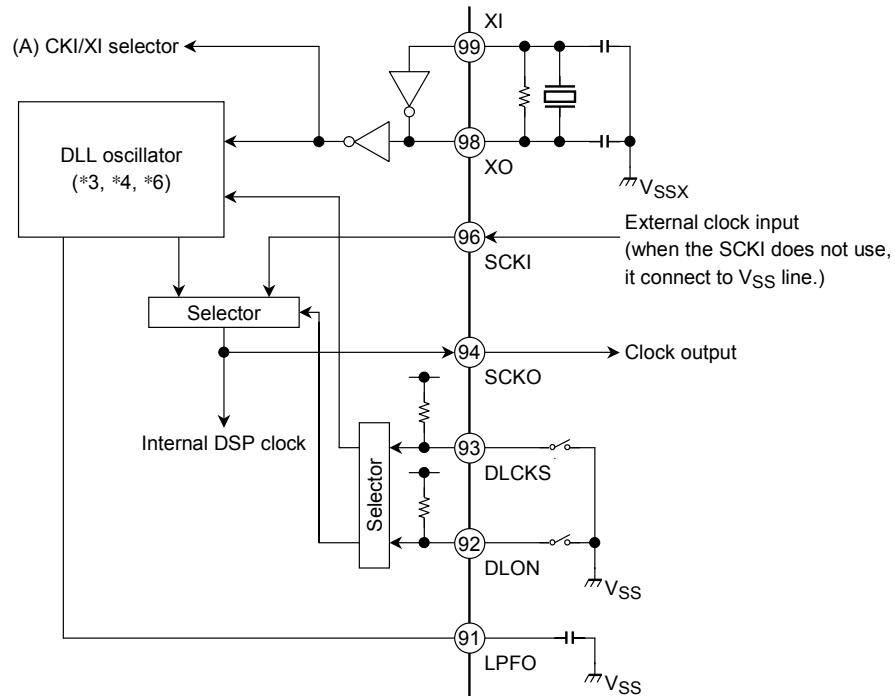 XI
(A) CKI/XI selector
99
DLL oscillator
(*3, *4, *6)
98
XO
VSSX
External clock input
(when the SCKI does not use,
it connect to VSS line.)
96
SCKI
Selector
94
Clock output
SCKO
Internal DSP clock
93
DLCKS
Selector
92
DLON
VSS
91
LPFO
VSS